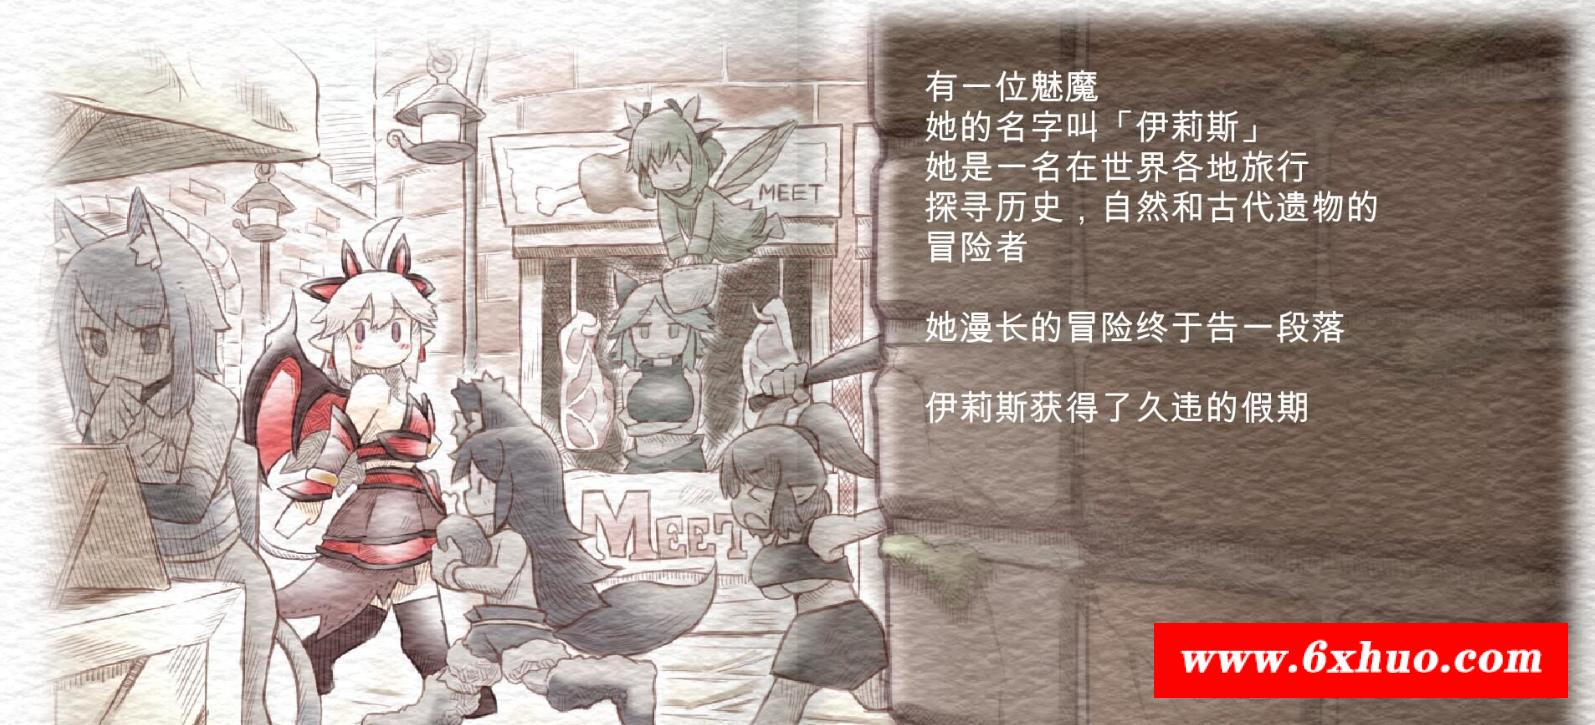 MEET
MEET
有一位魅魔
她的名字叫「伊莉斯」
她是一名在世界各地旅行
探寻历史，自然和古代遗物的
冒险者
她漫长的冒险终于告一段落
伊莉斯获得了久违的假期
www.6xhuo.com